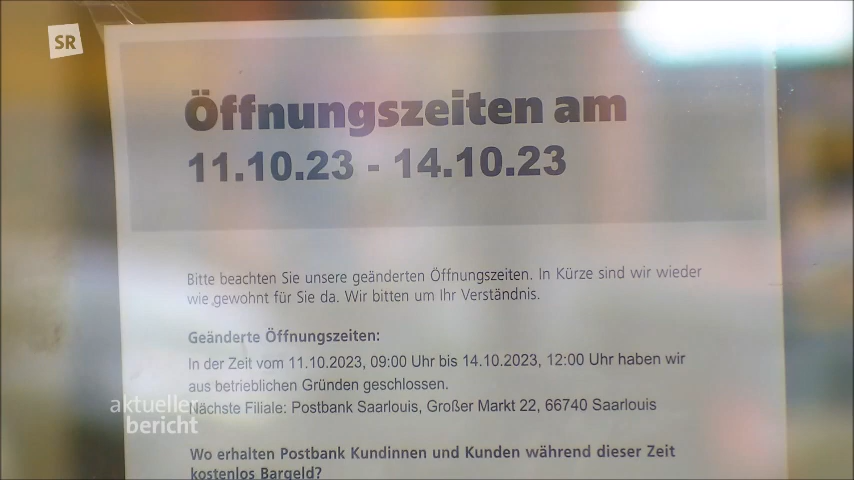 SR
Öffnungszeiten am
11.10.23 - 14.10.23
Bitte beachten Sie unsere geänderten Öffnungszeiten. In Kürze sind wir wieder
wie gewohnt für Sie da. Wir bitten um Ihr Verständnis.
Geänderte Öffnungszeiten:
In der Zeit vom 11.10.2023, 09:00 Uhr bis 14.10.2023, 12:00 Uhr haben wir
aus betrieblichen Gründen geschlossen.
Nächste Filiale: Postbank Saarlouis, Großer Markt 22, 66740 Saarlouis
aktueller
bericht
Wo erhalten Postbank Kundinnen und Kunden während dieser Zeit
kostenlos Bargeld?